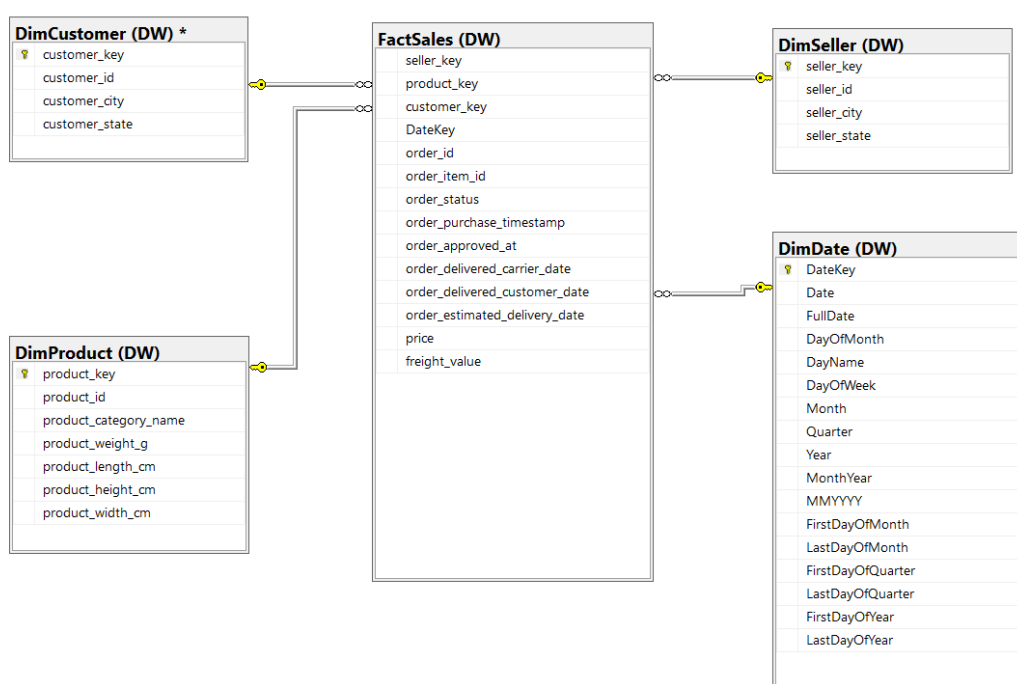 DimCustomer (DW) *
customer_key
customer_id
customer_city
customer_state
FactSales (DW)
seller_key
product_key
customer_key
DateKey
order_id
order_item_id
order_status
order_purchase_timestamp
order_approved_at
order_delivered_carrier_date
order_delivered_customer_date
order_estimated_delivery_date
price
freight_value
DimSeller (DW)
seller_key
seller_id
seller_city
seller_state
DimProduct (DW)
product_key
product_id
product_category_name
product_weight_g
product_length_cm
product_height_cm
product_width_cm
DimDate (DW)
DateKey
Date
FullDate
DayOfMonth
DayName
DayOfWeek
Month
Quarter
Year
MonthYear
MMYYYY
FirstDayOfMonth
LastDayOfMonth
FirstDayOfQuarter
LastDayOfQuarter
FirstDayOfYear
LastDayOfYear